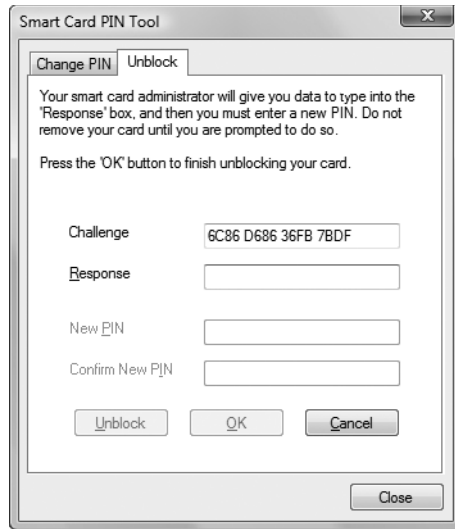 Smart Card PIN Tool
X
Change PIN Unblock
Your smart card administrator will give you data to type into the
'Response' box, and then you must enter a new PIN. Do not
remove your card until you are prompted to do so.
Press the 'OK' button to finish unblocking your card.
Challenge 6C86 D686 36FB 7BDF
Response
New PIN
Confirm New PIN
Unblock OK Cancel
Close